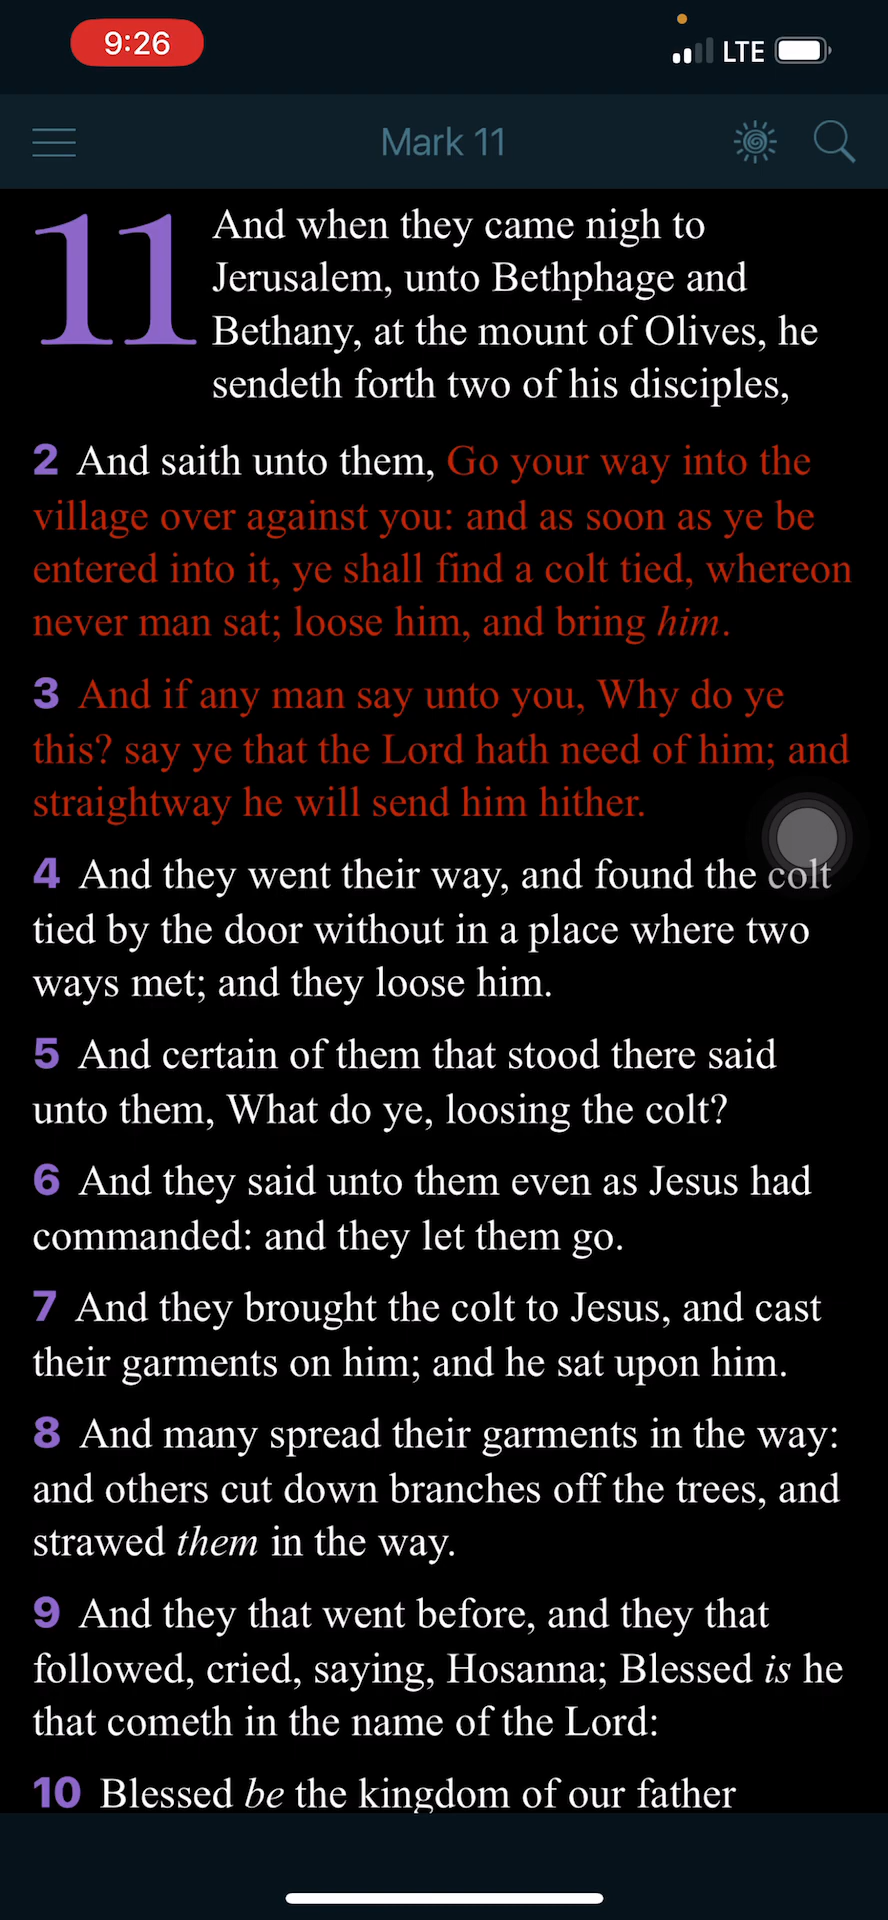 9:26
LTE
Mark 11
11 And when they came nigh to
Jerusalem, unto Bethphage and
Bethany, at the mount of Olives, he
sendeth forth two of his disciples,
2 And saith unto them, Go your way into the
village over against you: and as soon as ye be
entered into it, ye shall find a colt tied, whereon
never man sat; loose him, and bring him.
3 And if any man say unto you, Why do ye
this? say ye that the Lord hath need of him; and
straightway he will send him hither.
4 And they went their way, and found the colt
tied by the door without in a place where two
ways met; and they loose him.
5 And certain of them that stood there said
unto them, What do ye, loosing the colt?
6 And they said unto them even as Jesus had
commanded: and they let them go.
7 And they brought the colt to Jesus, and cast
their garments on him; and he sat upon him.
8 And many spread their garments in the way:
and others cut down branches off the trees, and
strawed them in the way.
9 And they that went before, and they that
followed, cried, saying, Hosanna; Blessed is he
that cometh in the name of the Lord:
10 Blessed be the kingdom of our father